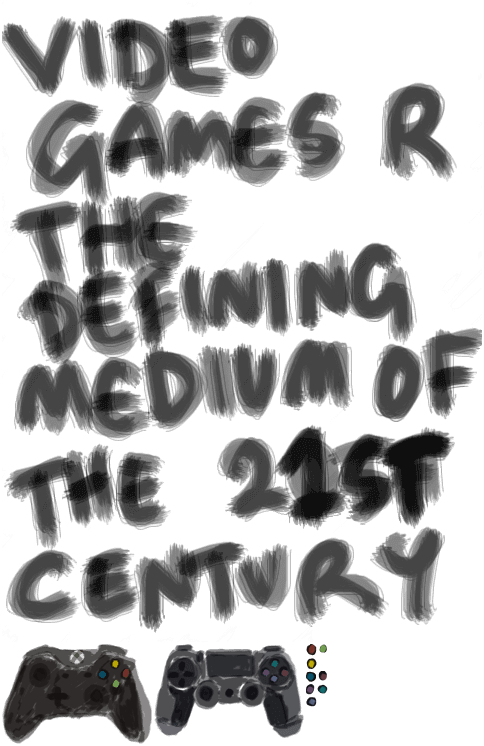 VIDEO
GAMES R
THE
DEFINING
MEDIUM OF
THE 21ST
CENTURY